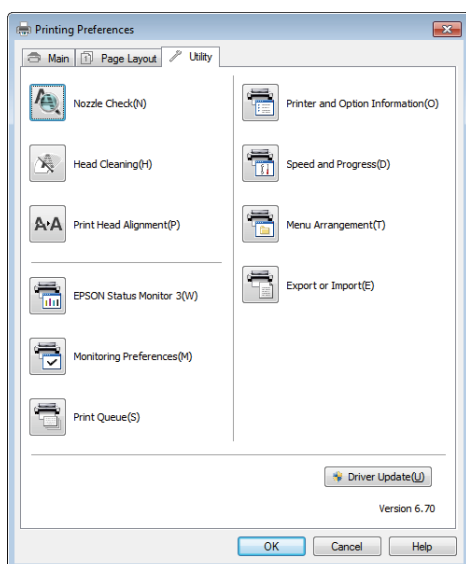 Printing Preferences
Main
Page Layout
Utility
Nozzle Check(N)
Head Cleaning(H)
A▸A
Print Head Alignment(P)
EPSON Status Monitor 3(W)
Monitoring Preferences(M)
Print Queue(S)
Printer and Option Information(O)
Speed and Progress(D)
Menu Arrangement(T)
Export or Import(E)
Driver Update(U)
Version 6.70
OK
Cancel
Help